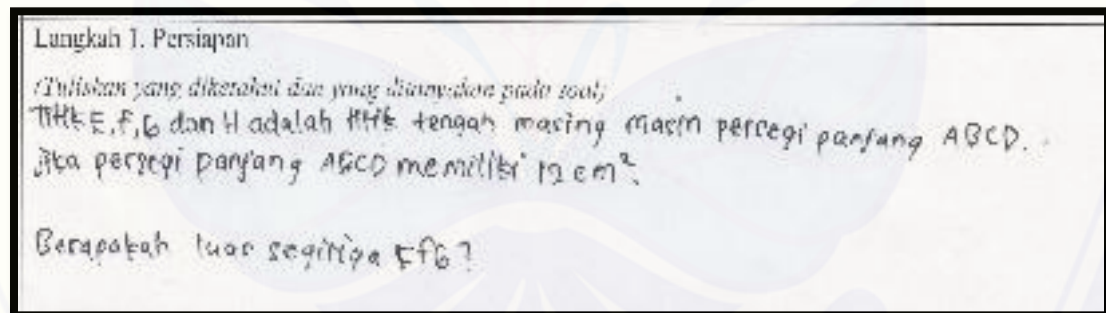 Langkah 1. Persiapan
(Tuliskan yang diketahui dan yang ditanyakan pada soal)
Titik E, F, G dan H adalah titik tengah masing masin persegi panjang ABCD.
Jika persegi panjang ABCD memiliki 12 cm².
Berapakah luas segitiga EFG?